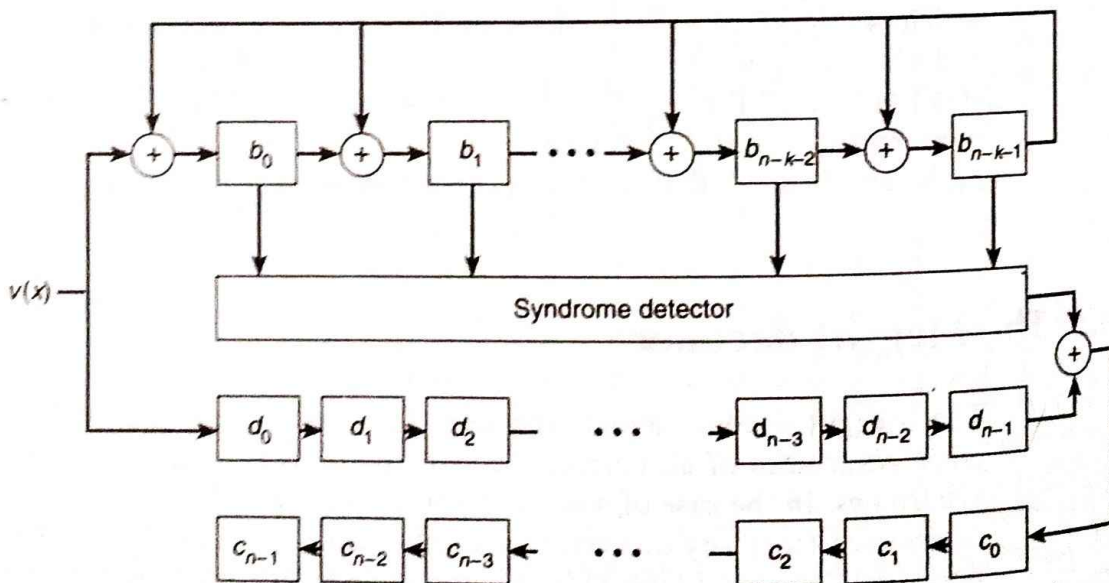 + b₀ + b₁ • • • + bₙ₋ₖ₋₂ + bₙ₋ₖ₋₁
v(x)
Syndrome detector
+
d₀ d₁ d₂ • • • dₙ₋₃ dₙ₋₂ dₙ₋₁
cₙ₋₁ cₙ₋₂ cₙ₋₃ • • • c₂ c₁ c₀